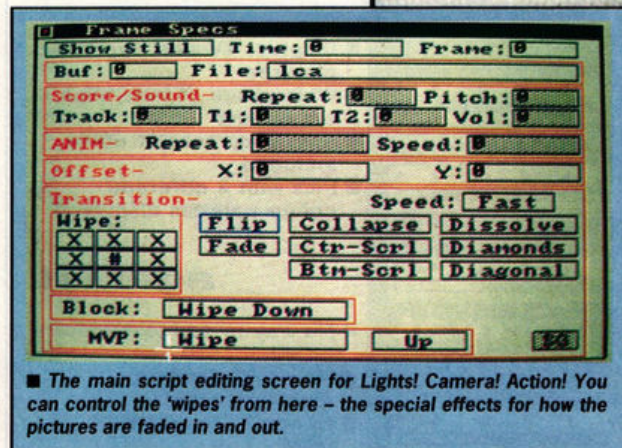 Frame Specs
Show Still Time: 0 Frame: 0
Buf: 0 File: lca
Score/Sound- Repeat: 0 Pitch: 0
Track: 0 T1: 0 T2: 0 Vol: 0
ANIM- Repeat: 0 Speed: 0
Offset- X: 0 Y: 0
Transition- Speed: Fast
Wipe:
X X X Flip Collapse Dissolve
X # X Fade Ctr-Scrl Diamonds
X X X Btn-Scrl Diagonal
Block: Wipe Down
MVP: Wipe Up
■ The main script editing screen for Lights! Camera! Action! You
can control the 'wipes' from here – the special effects for how the
pictures are faded in and out.